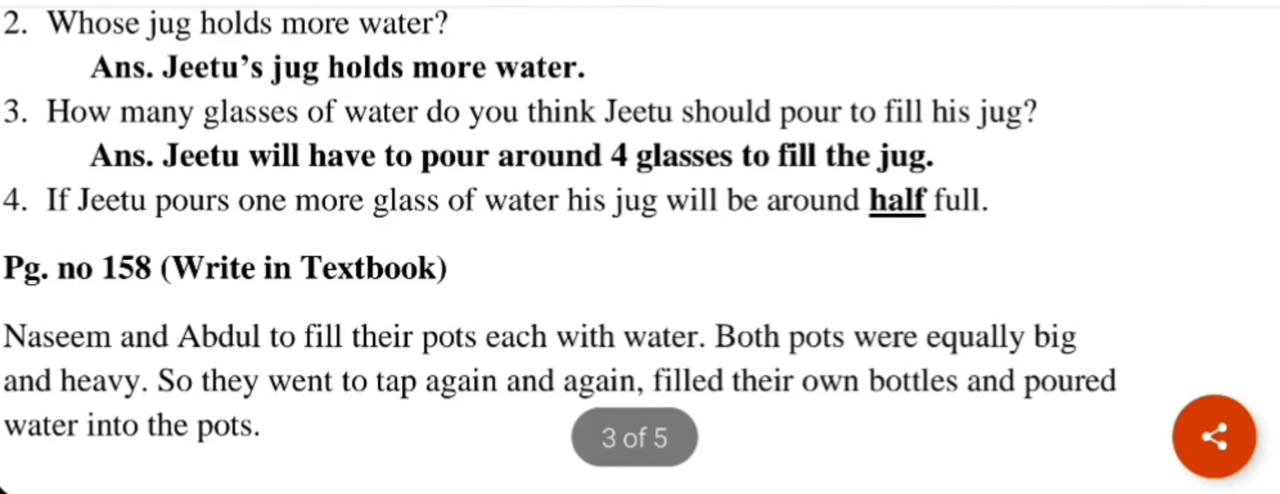 2. Whose jug holds more water?
Ans. Jeetu’s jug holds more water.
3. How many glasses of water do you think Jeetu should pour to fill his jug?
Ans. Jeetu will have to pour around 4 glasses to fill the jug.
4. If Jeetu pours one more glass of water his jug will be around half full.
Pg. no 158 (Write in Textbook)
Naseem and Abdul to fill their pots each with water. Both pots were equally big
and heavy. So they went to tap again and again, filled their own bottles and poured
water into the pots.
3 of 5